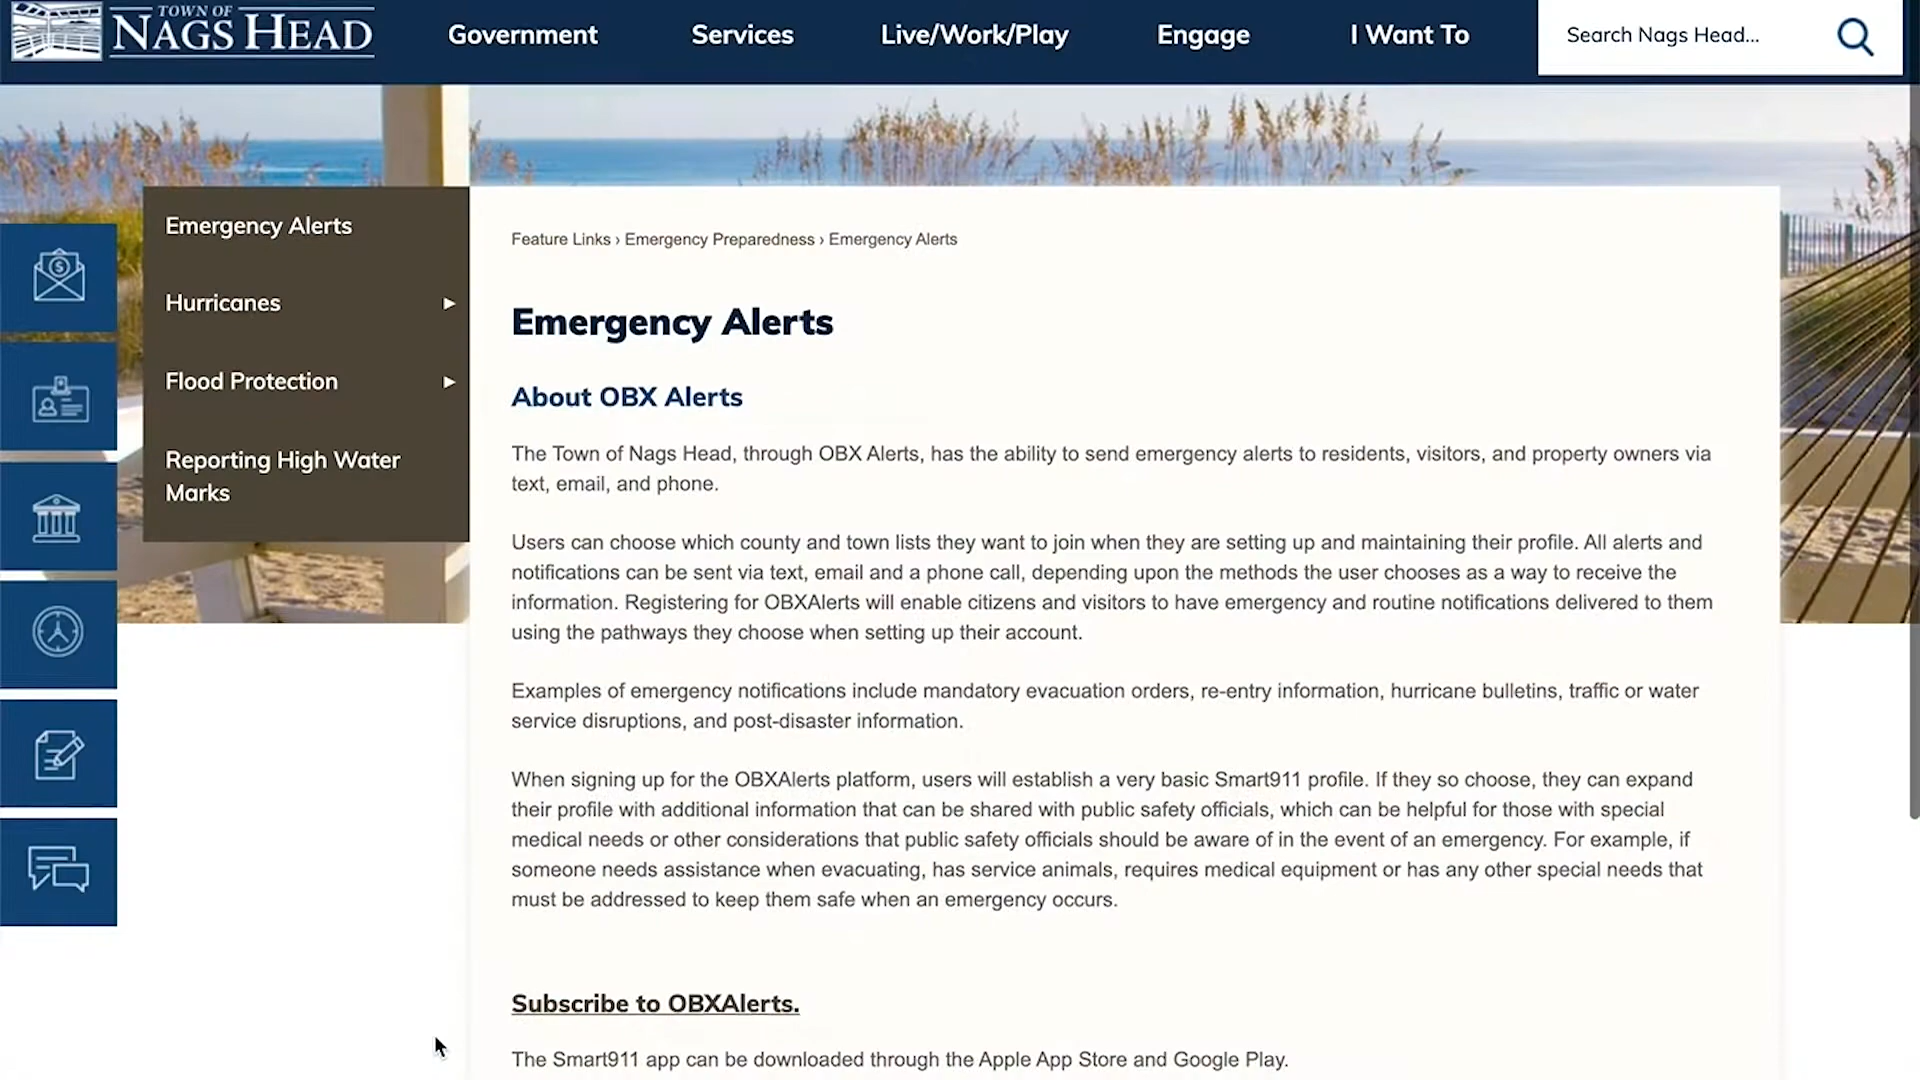 TOWN OF
NAGS HEAD
Government
Services
Live/Work/Play
Engage
I Want To
Search Nags Head...
Emergency Alerts
Hurricanes
Flood Protection
Reporting High Water
Marks
Feature Links › Emergency Preparedness › Emergency Alerts
Emergency Alerts
About OBX Alerts
The Town of Nags Head, through OBX Alerts, has the ability to send emergency alerts to residents, visitors, and property owners via
text, email, and phone.
Users can choose which county and town lists they want to join when they are setting up and maintaining their profile. All alerts and
notifications can be sent via text, email and a phone call, depending upon the methods the user chooses as a way to receive the
information. Registering for OBXAlerts will enable citizens and visitors to have emergency and routine notifications delivered to them
using the pathways they choose when setting up their account.
Examples of emergency notifications include mandatory evacuation orders, re-entry information, hurricane bulletins, traffic or water
service disruptions, and post-disaster information.
When signing up for the OBXAlerts platform, users will establish a very basic Smart911 profile. If they so choose, they can expand
their profile with additional information that can be shared with public safety officials, which can be helpful for those with special
medical needs or other considerations that public safety officials should be aware of in the event of an emergency. For example, if
someone needs assistance when evacuating, has service animals, requires medical equipment or has any other special needs that
must be addressed to keep them safe when an emergency occurs.
Subscribe to OBXAlerts.
The Smart911 app can be downloaded through the Apple App Store and Google Play.